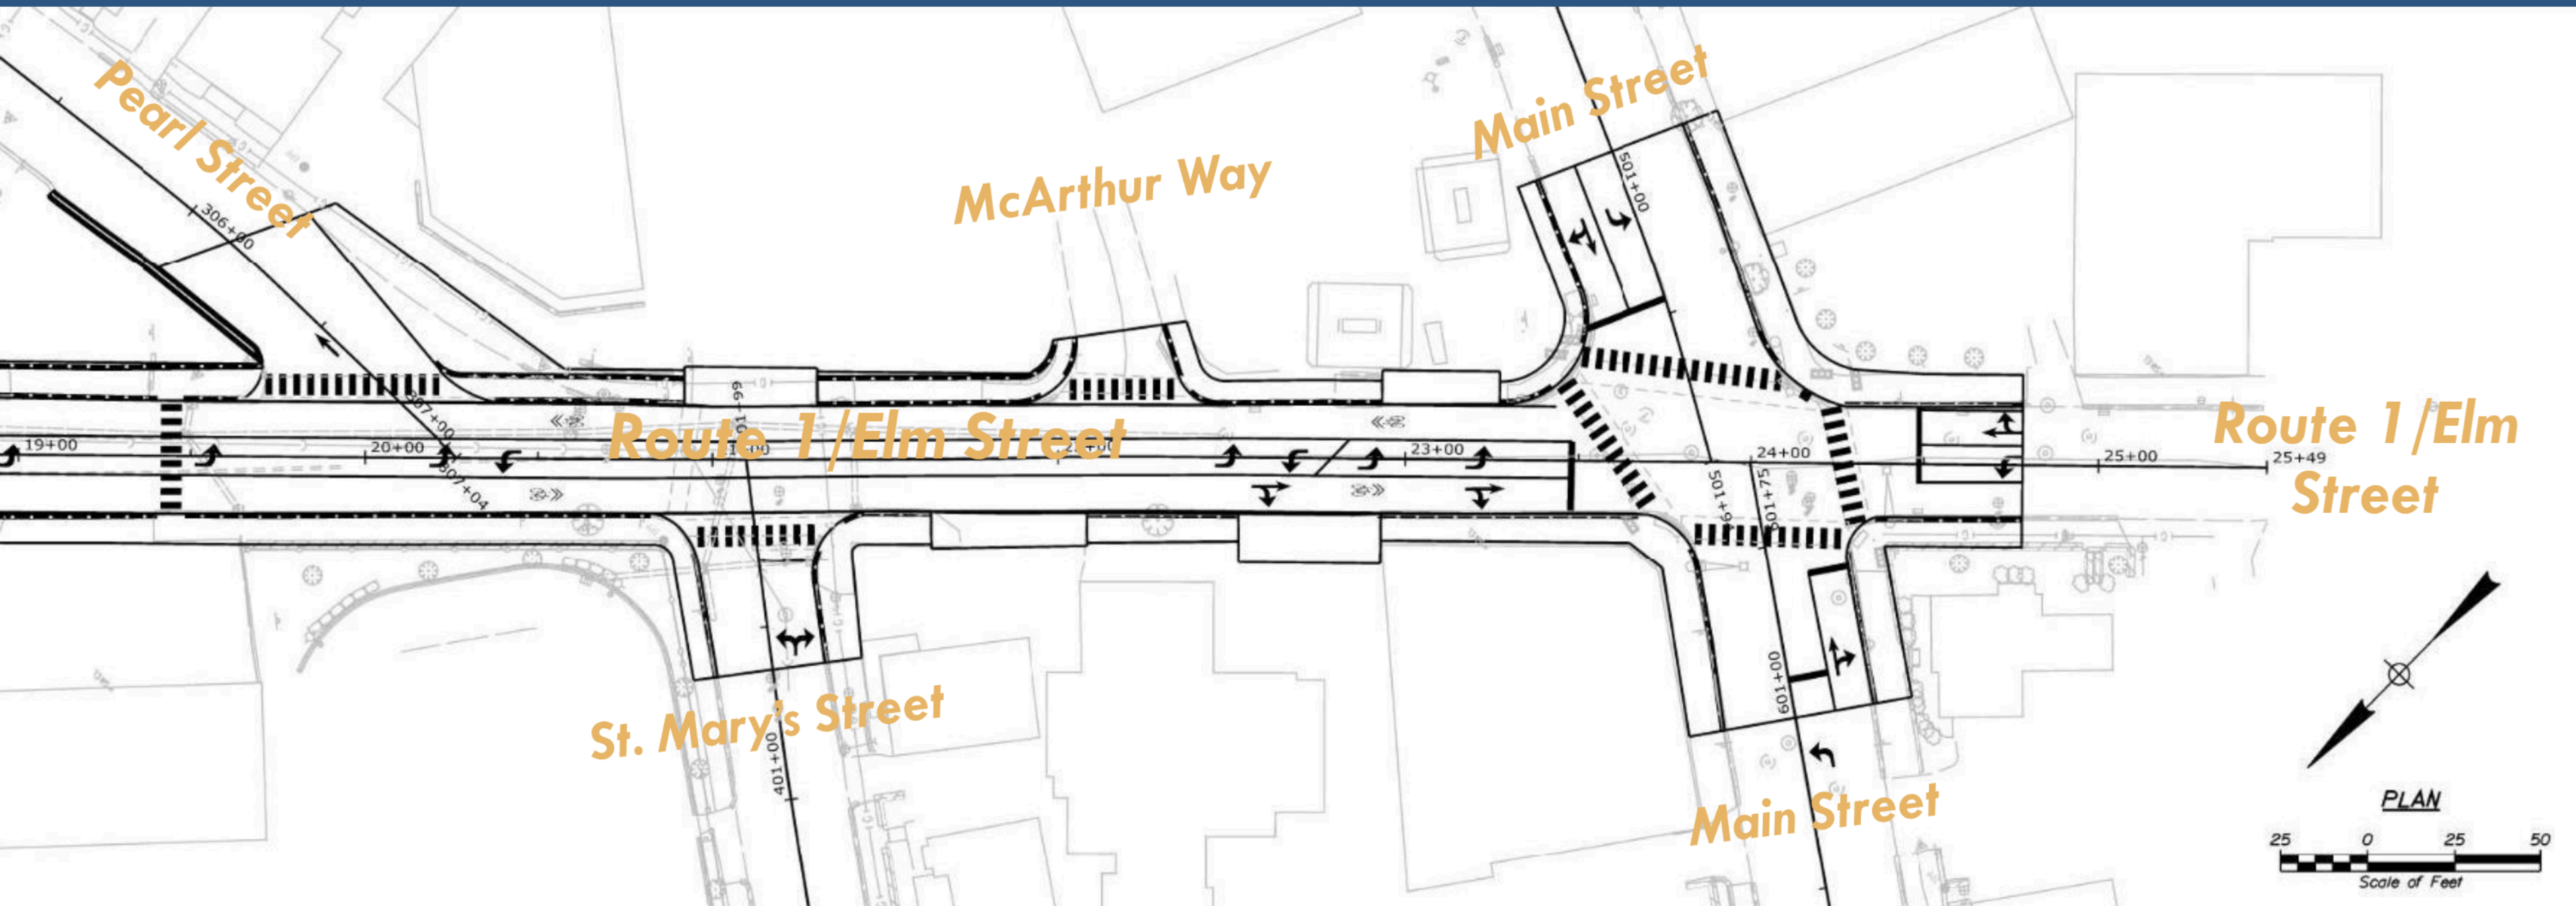 Pearl Street
Main Street
McArthur Way
501+00
306+00
307+00
307+04
Route 1/Elm Street
19+00
20+00
23+00
24+00
25+00
25+49
Route 1/Elm
Street
601+75
601+00
St. Mary's Street
401+00
Main Street
PLAN
25 0 25 50
Scale of Feet